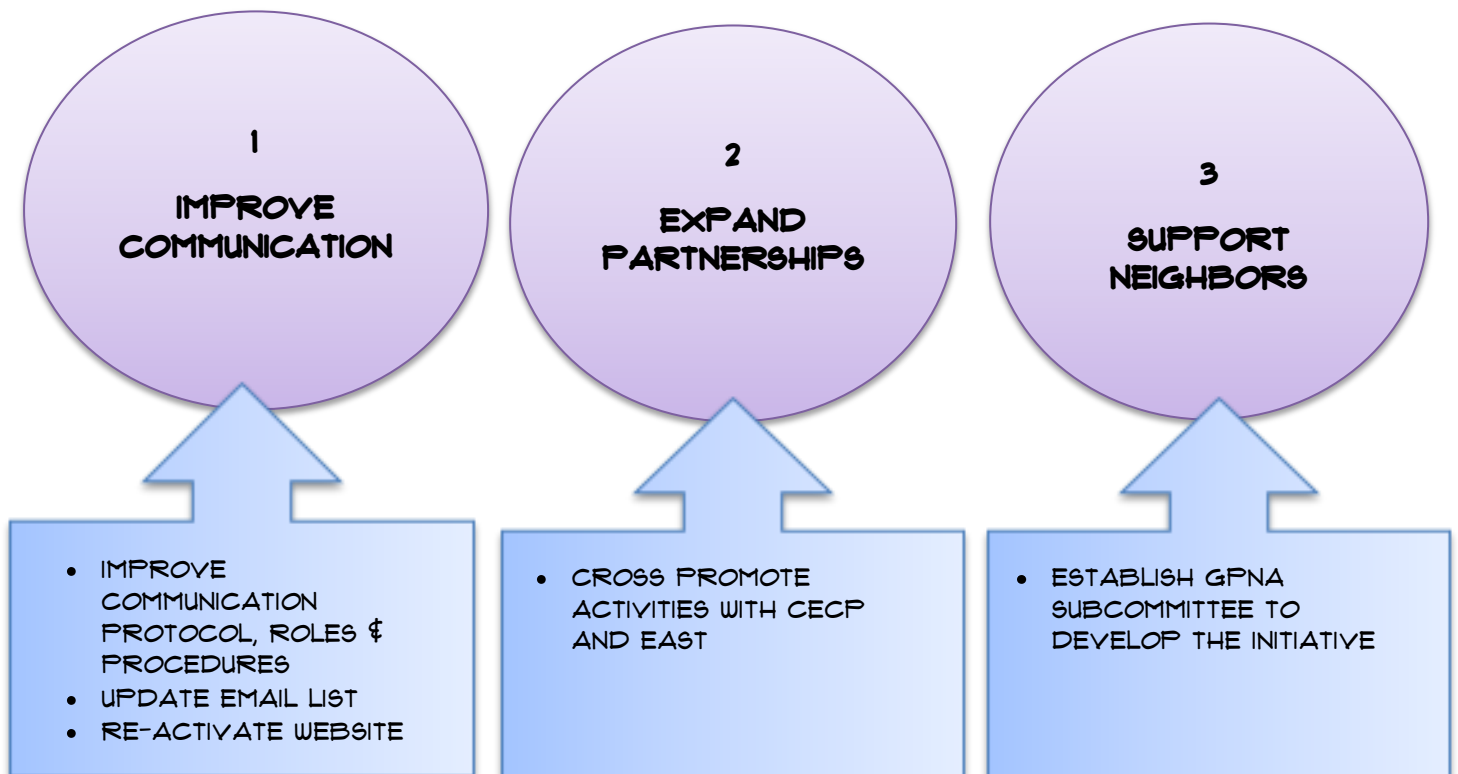 1
IMPROVE
COMMUNICATION
2
EXPAND
PARTNERSHIPS
3
SUPPORT
NEIGHBORS
• IMPROVE
COMMUNICATION
PROTOCOL, ROLES &
PROCEDURES
• UPDATE EMAIL LIST
• RE-ACTIVATE WEBSITE
• CROSS PROMOTE
ACTIVITIES WITH CECP
AND EAST
• ESTABLISH GPNA
SUBCOMMITTEE TO
DEVELOP THE INITIATIVE